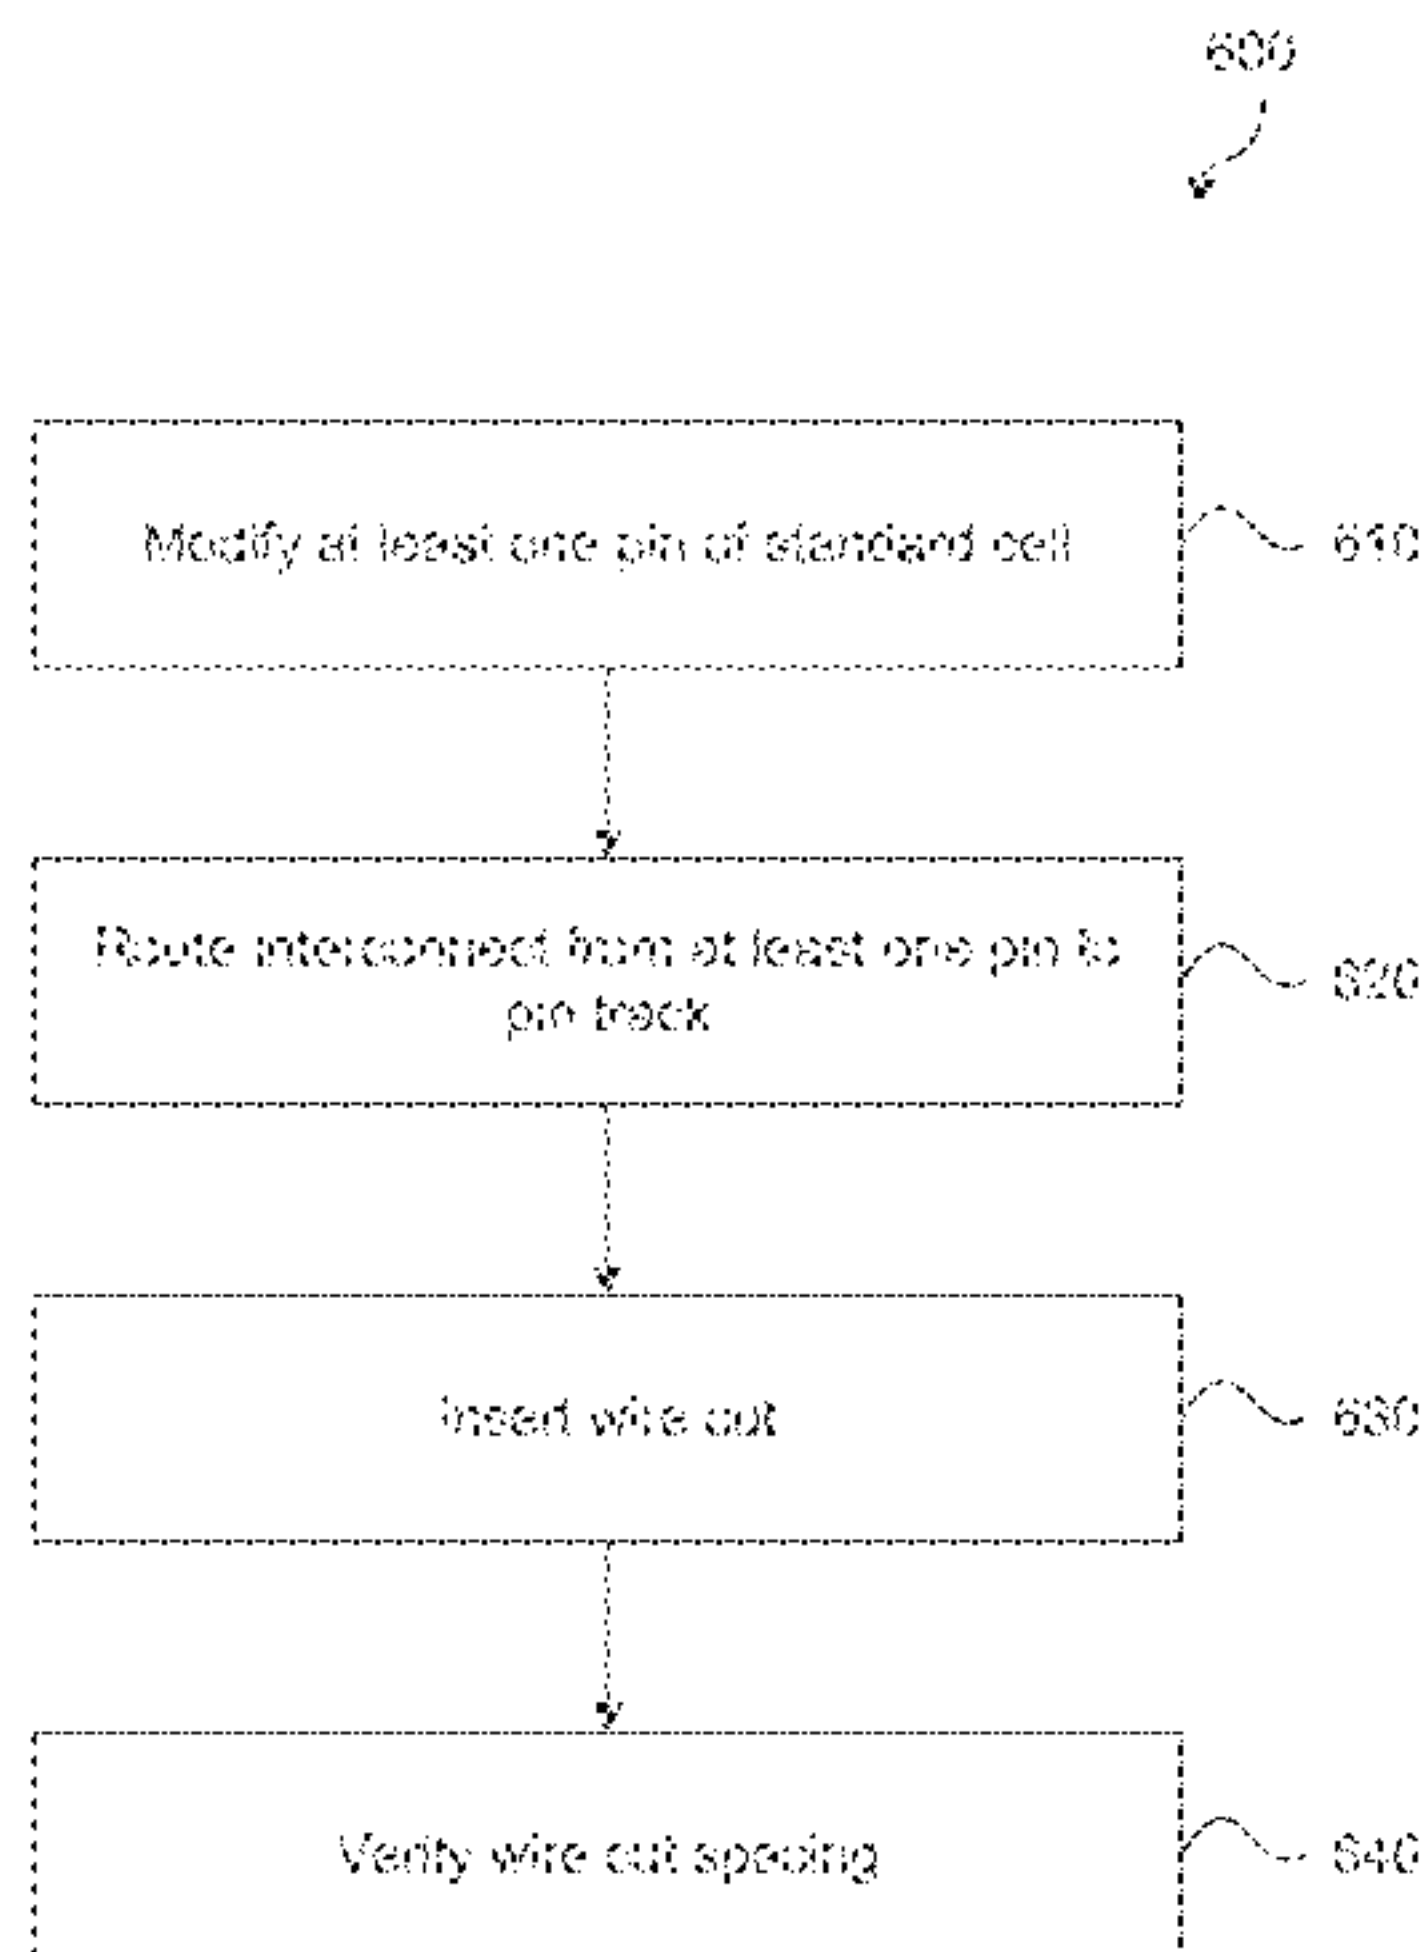 600
Modify at least one pin of standard cell
610
Route interconnect from at least one pin to
pin track
620
Insert wire cut
630
Verify wire cut spacing
640